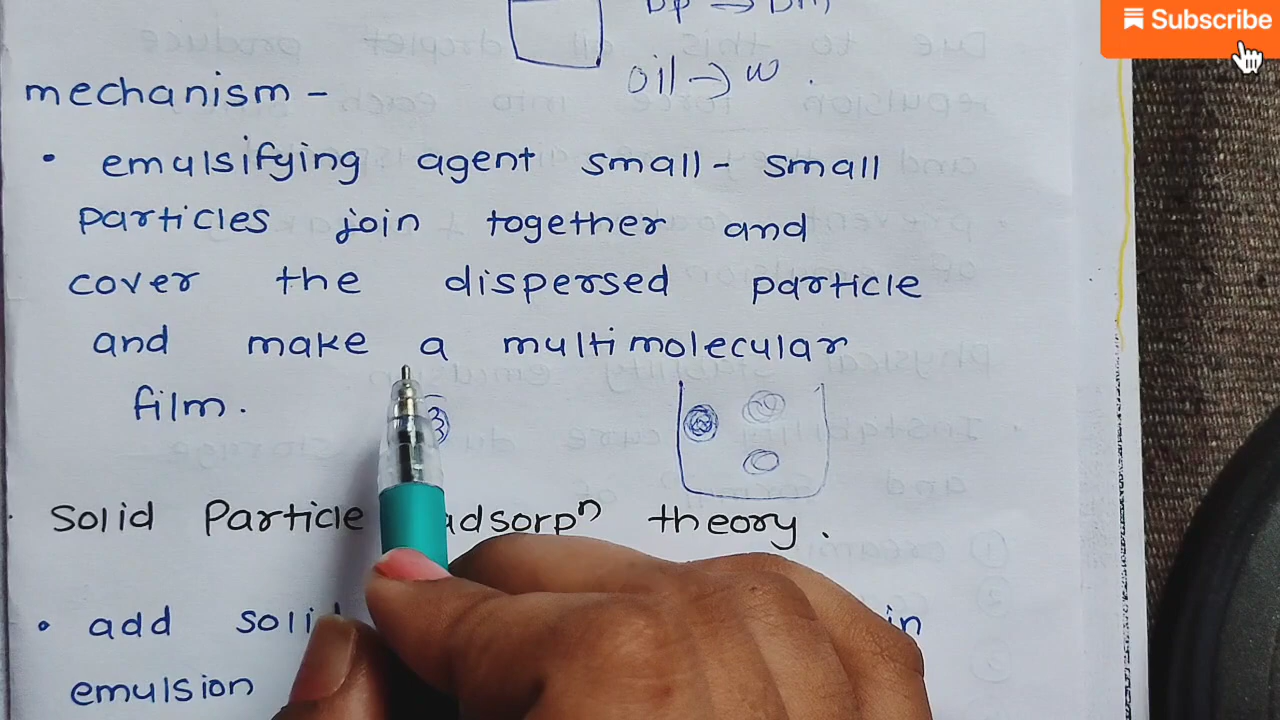 Subscribe
oil → w.
mechanism -
• emulsifying agent small - small
particles join together and
cover the dispersed particle
and make a multimolecular
film.
• Solid Particle adsorpⁿ theory.
• add in
emulsion